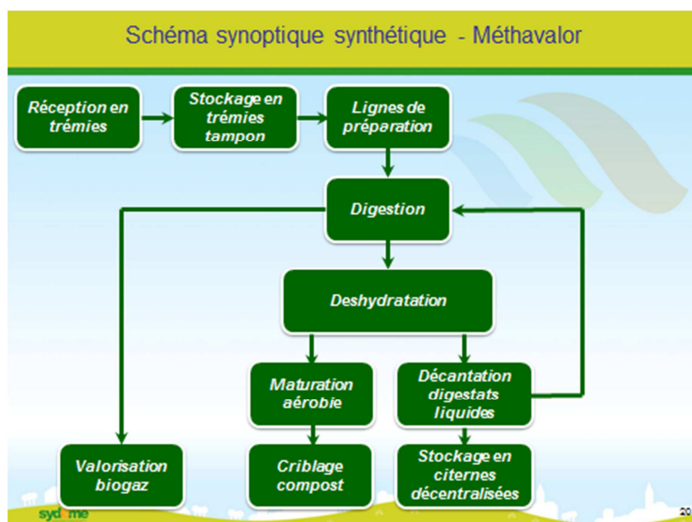 Schéma synoptique synthétique - Méthavalor
Réception en
trémies
Stockage en
trémies
tampon
Lignes de
préparation
Digestion
Deshydratation
Maturation
aérobie
Décantation
digestats
liquides
Valorisation
biogaz
Criblage
compost
Stockage en
citernes
décentralisées
sydeme
20